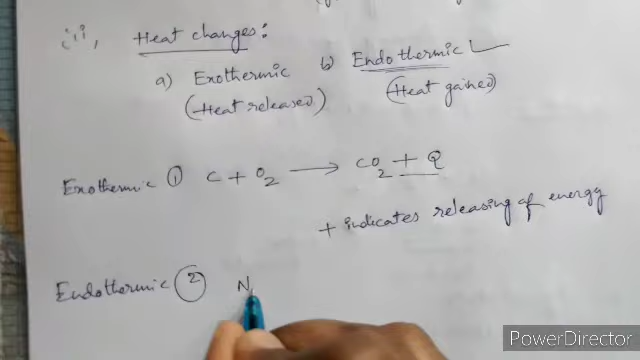 iii, Heat changes:
a) Exothermic b) Endothermic
(Heat released) (Heat gained)
Exothermic ① C + O₂ → CO₂ + Q
+ indicates releasing of energy
Endothermic ② N
PowerDirector